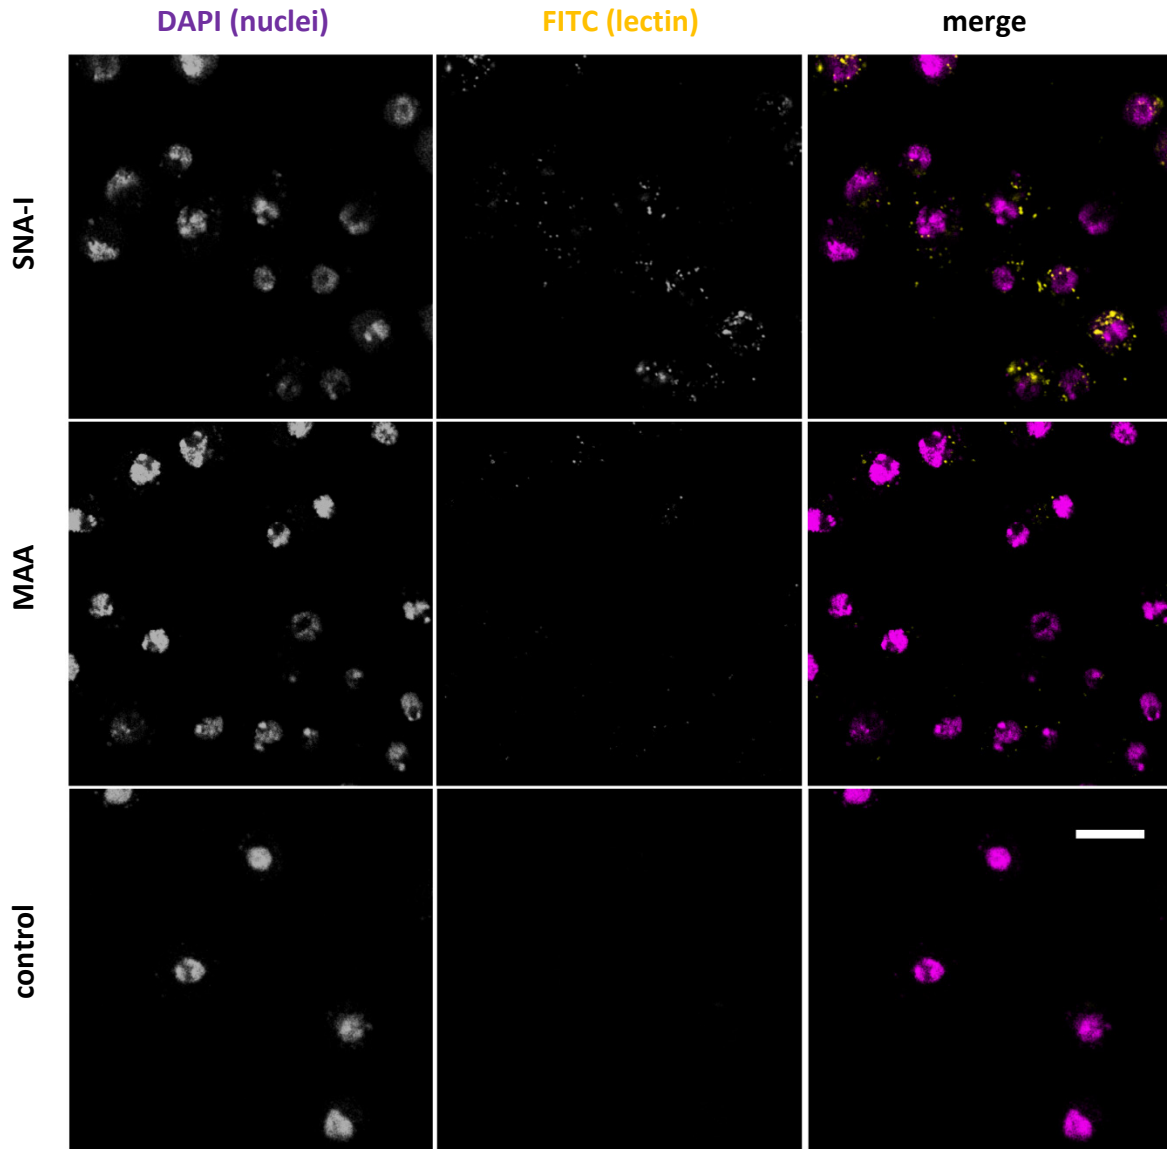 DAPI (nuclei)
FITC (lectin)
merge
SNA-I
MAA
control